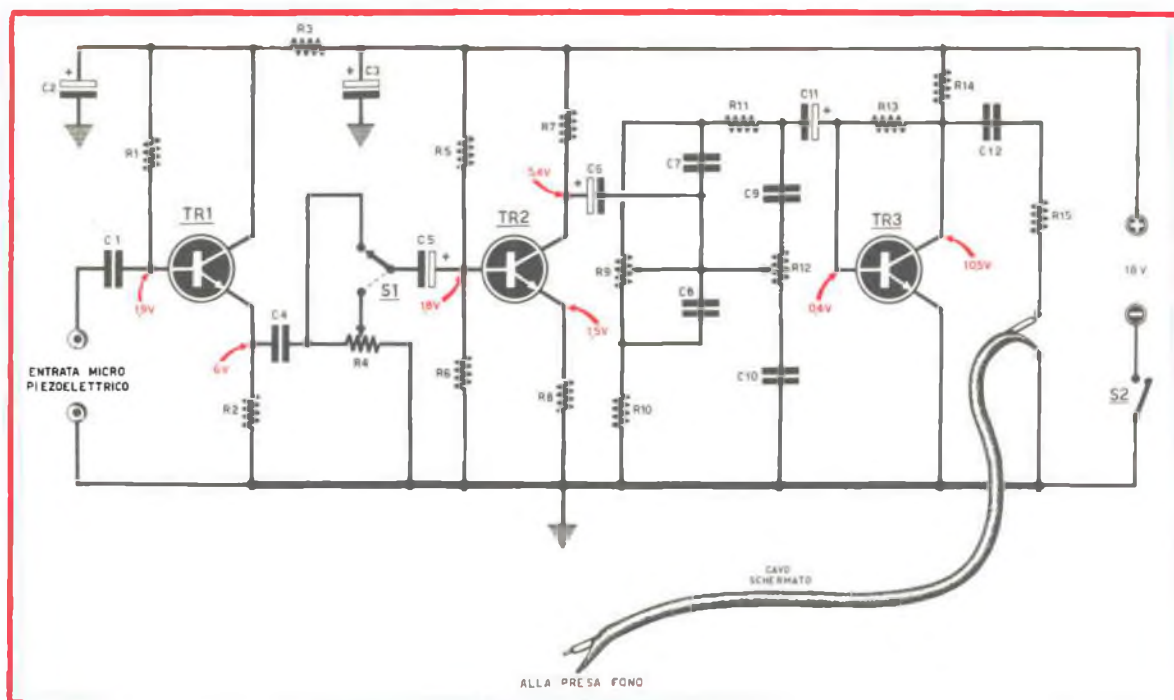 C2
R3
C3
R1
R5
R7
R11
C11
R13
R14
C7
C12
5,4V
C6
C9
TR1
TR2
TR3
C1
C5
R15
R9
R12
10,5V
S1
1,8V
18V
1,9V
C4
C8
0,4V
1,5V
ENTRATA MICRO
PIEZOELETTRICO
6V
R4
R6
C10
S2
R2
R8
R10
CAVO
SCHERMATO
ALLA PRESA FONO